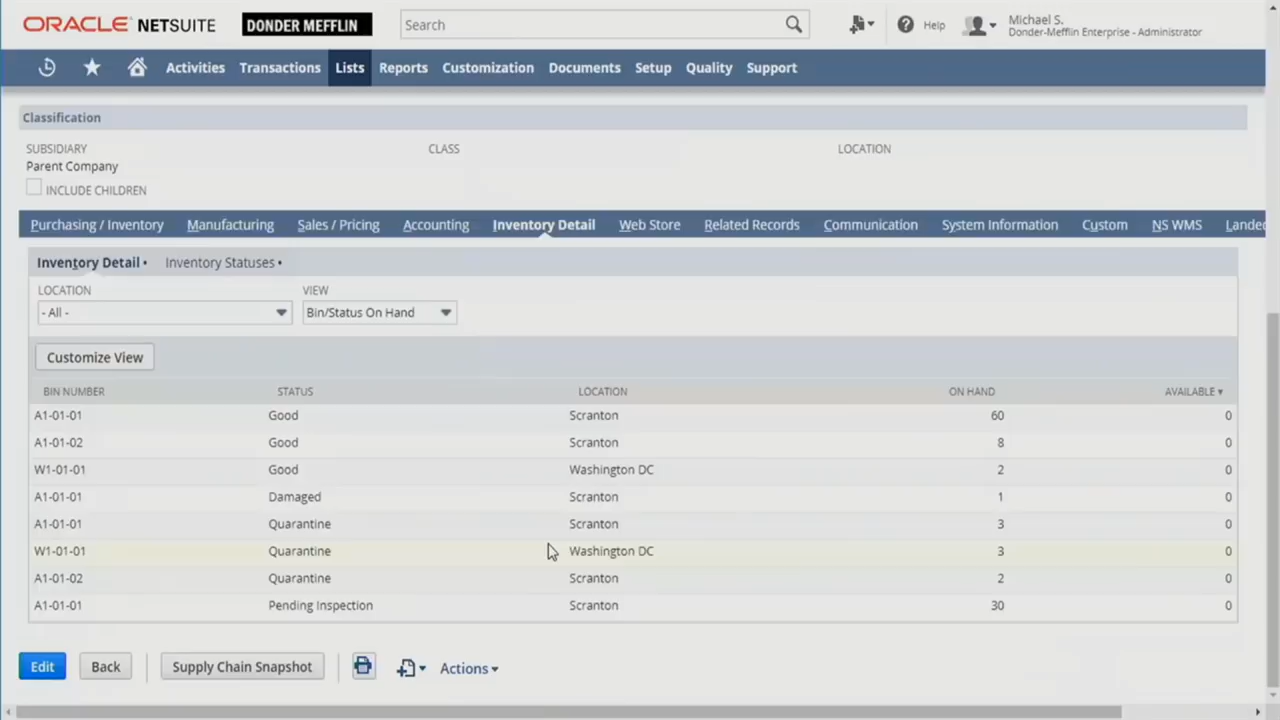 ORACLE NETSUITE DONDER MEFFLIN Search Help Michael S.
Donder-Mefflin Enterprise - Administrator
Activities Transactions Lists Reports Customization Documents Setup Quality Support
Classification
SUBSIDIARY CLASS LOCATION
Parent Company
INCLUDE CHILDREN
Purchasing / Inventory Manufacturing Sales / Pricing Accounting Inventory Detail Web Store Related Records Communication System Information Custom NS WMS Landed
Inventory Detail • Inventory Statuses •
LOCATION VIEW
- All - Bin/Status On Hand
Customize View
BIN NUMBER STATUS LOCATION ON HAND AVAILABLE ▾
A1-01-01 Good Scranton 60 0
A1-01-02 Good Scranton 8 0
W1-01-01 Good Washington DC 2 0
A1-01-01 Damaged Scranton 1 0
A1-01-01 Quarantine Scranton 3 0
W1-01-01 Quarantine Washington DC 3 0
A1-01-02 Quarantine Scranton 2 0
A1-01-01 Pending Inspection Scranton 30 0
Edit Back Supply Chain Snapshot Actions